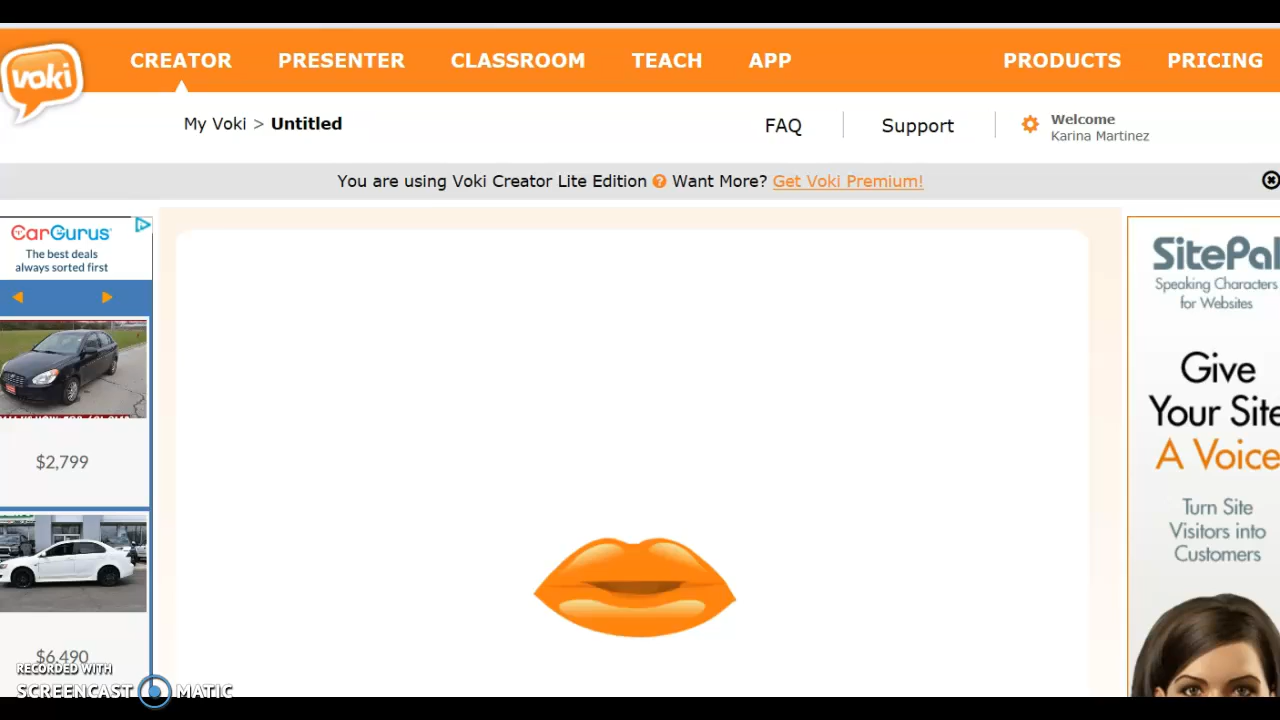 voki
CREATOR PRESENTER CLASSROOM TEACH APP PRODUCTS PRICING
My Voki > Untitled
FAQ
Support
Welcome
Karina Martinez
You are using Voki Creator Lite Edition ? Want More? Get Voki Premium!
CarGurus
The best deals
always sorted first
$2,799
$6,490
SitePal
Speaking Characters
for Websites
Give
Your Site
A Voice
Turn Site
Visitors into
Customers
RECORDED WITH
SCREENCAST MATIC